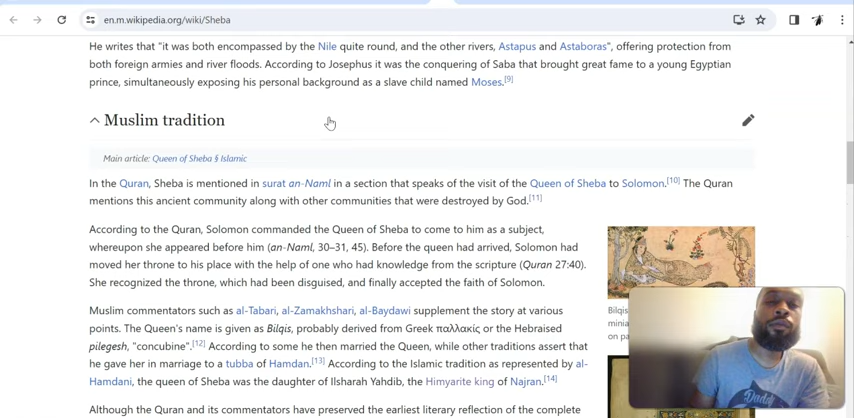 en.m.wikipedia.org/wiki/Sheba
He writes that "it was both encompassed by the Nile quite round, and the other rivers, Astapus and Astaboras", offering protection from
both foreign armies and river floods. According to Josephus it was the conquering of Saba that brought great fame to a young Egyptian
prince, simultaneously exposing his personal background as a slave child named Moses.[9]
Muslim tradition
Main article: Queen of Sheba § Islamic
In the Quran, Sheba is mentioned in surat an-Naml in a section that speaks of the visit of the Queen of Sheba to Solomon.[10] The Quran
mentions this ancient community along with other communities that were destroyed by God.[11]
According to the Quran, Solomon commanded the Queen of Sheba to come to him as a subject,
whereupon she appeared before him (an-Naml, 30–31, 45). Before the queen had arrived, Solomon had
moved her throne to his place with the help of one who had knowledge from the scripture (Quran 27:40).
She recognized the throne, which had been disguised, and finally accepted the faith of Solomon.
Muslim commentators such as al-Tabari, al-Zamakhshari, al-Baydawi supplement the story at various
points. The Queen's name is given as Bilqis, probably derived from Greek παλλακίς or the Hebraised
pilegesh, "concubine".[12] According to some he then married the Queen, while other traditions assert that
he gave her in marriage to a tubba of Hamdan.[13] According to the Islamic tradition as represented by al-
Hamdani, the queen of Sheba was the daughter of Ilsharah Yahdib, the Himyarite king of Najran.[14]
Although the Quran and its commentators have preserved the earliest literary reflection of the complete
Bilqis
minia
on pa
Daddy